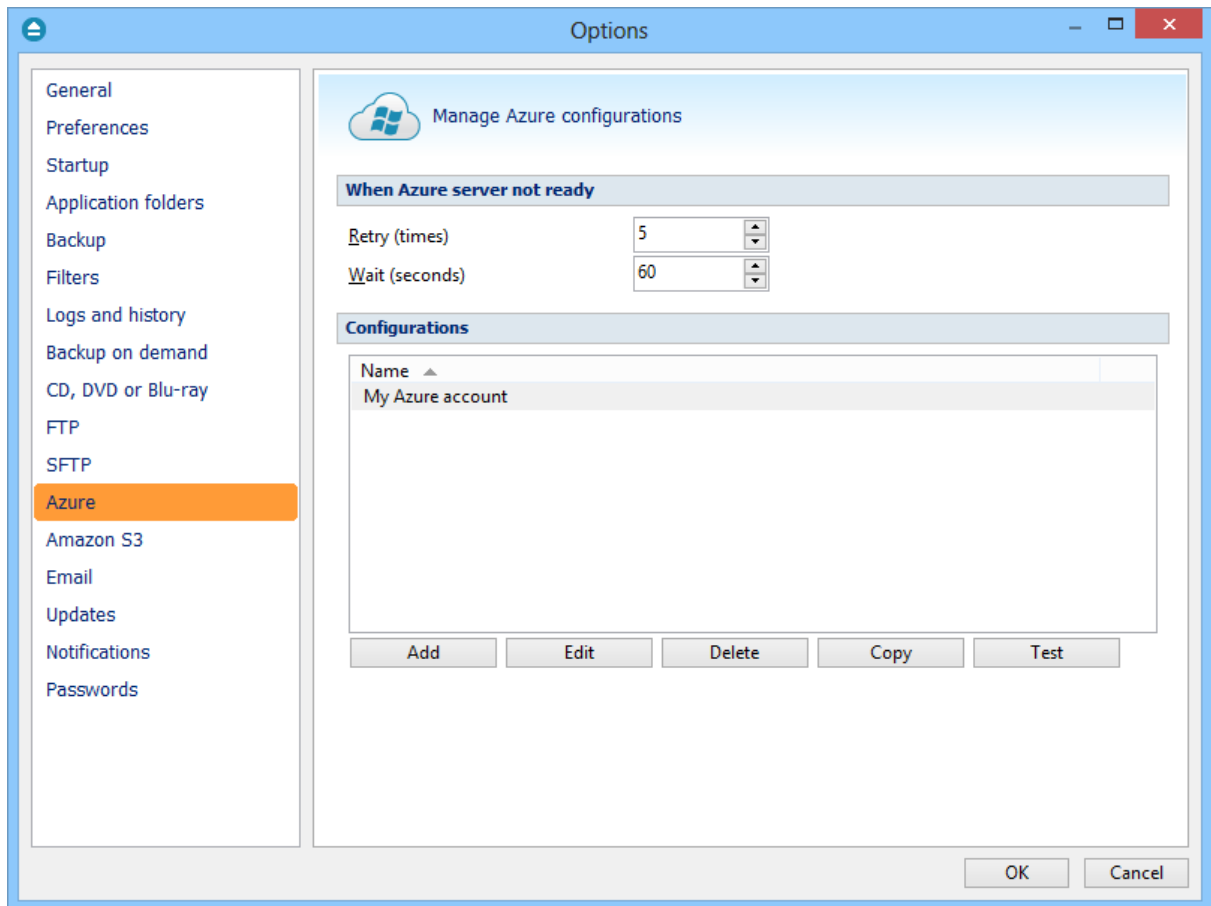 Options
General
Preferences
Startup
Application folders
Backup
Filters
Logs and history
Backup on demand
CD, DVD or Blu-ray
FTP
SFTP
Azure
Amazon S3
Email
Updates
Notifications
Passwords
Manage Azure configurations
When Azure server not ready
Retry (times) 5
Wait (seconds) 60
Configurations
Name
My Azure account
Add Edit Delete Copy Test
OK Cancel